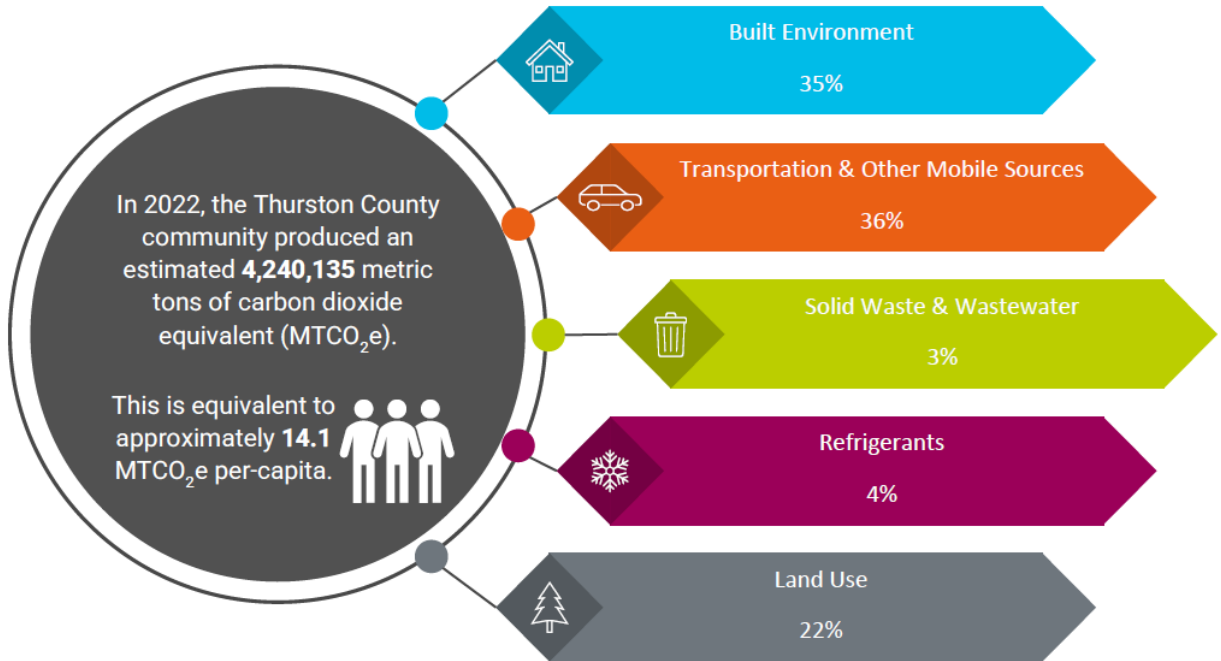 In 2022, the Thurston County
community produced an
estimated 4,240,135 metric
tons of carbon dioxide
equivalent (MTCO₂e).
This is equivalent to
approximately 14.1
MTCO₂e per-capita.
Built Environment
35%
Transportation & Other Mobile Sources
36%
Solid Waste & Wastewater
3%
Refrigerants
4%
Land Use
22%